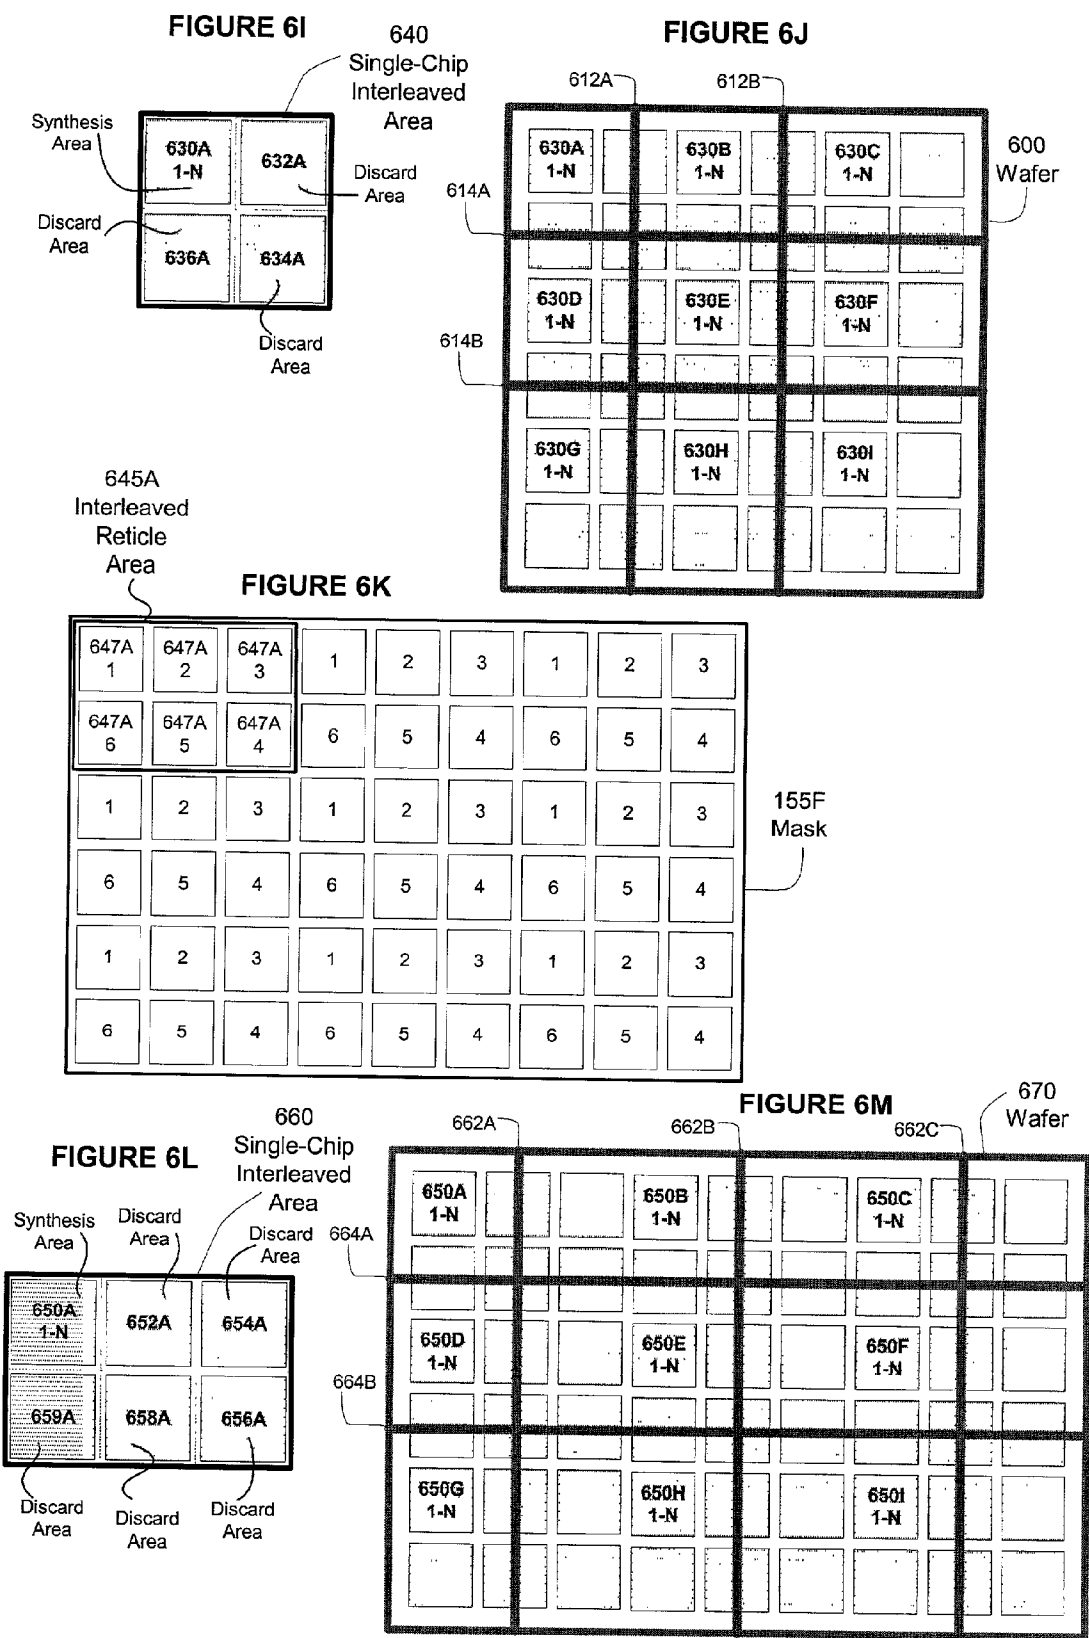 FIGURE 6I
640
Single-Chip
Interleaved
Area
Synthesis
Area
630A
1-N
632A
Discard
Area
Discard
Area
636A
634A
Discard
Area
FIGURE 6J
612A
612B
600
Wafer
614A
614B
630A
1-N
630B
1-N
630C
1-N
630D
1-N
630E
1-N
630F
1-N
630G
1-N
630H
1-N
630I
1-N
645A
Interleaved
Reticle
Area
FIGURE 6K
647A
1
647A
2
647A
3
1
2
3
1
2
3
647A
6
647A
5
647A
4
6
5
4
6
5
4
1
2
3
1
2
3
1
2
3
6
5
4
6
5
4
6
5
4
1
2
3
1
2
3
1
2
3
6
5
4
6
5
4
6
5
4
155F
Mask
FIGURE 6L
660
Single-Chip
Interleaved
Area
Synthesis
Area
Discard
Area
Discard
Area
650A
1-N
652A
654A
659A
658A
656A
Discard
Area
Discard
Area
Discard
Area
FIGURE 6M
670
Wafer
662A
662B
662C
664A
664B
650A
1-N
650B
1-N
650C
1-N
650D
1-N
650E
1-N
650F
1-N
650G
1-N
650H
1-N
650I
1-N